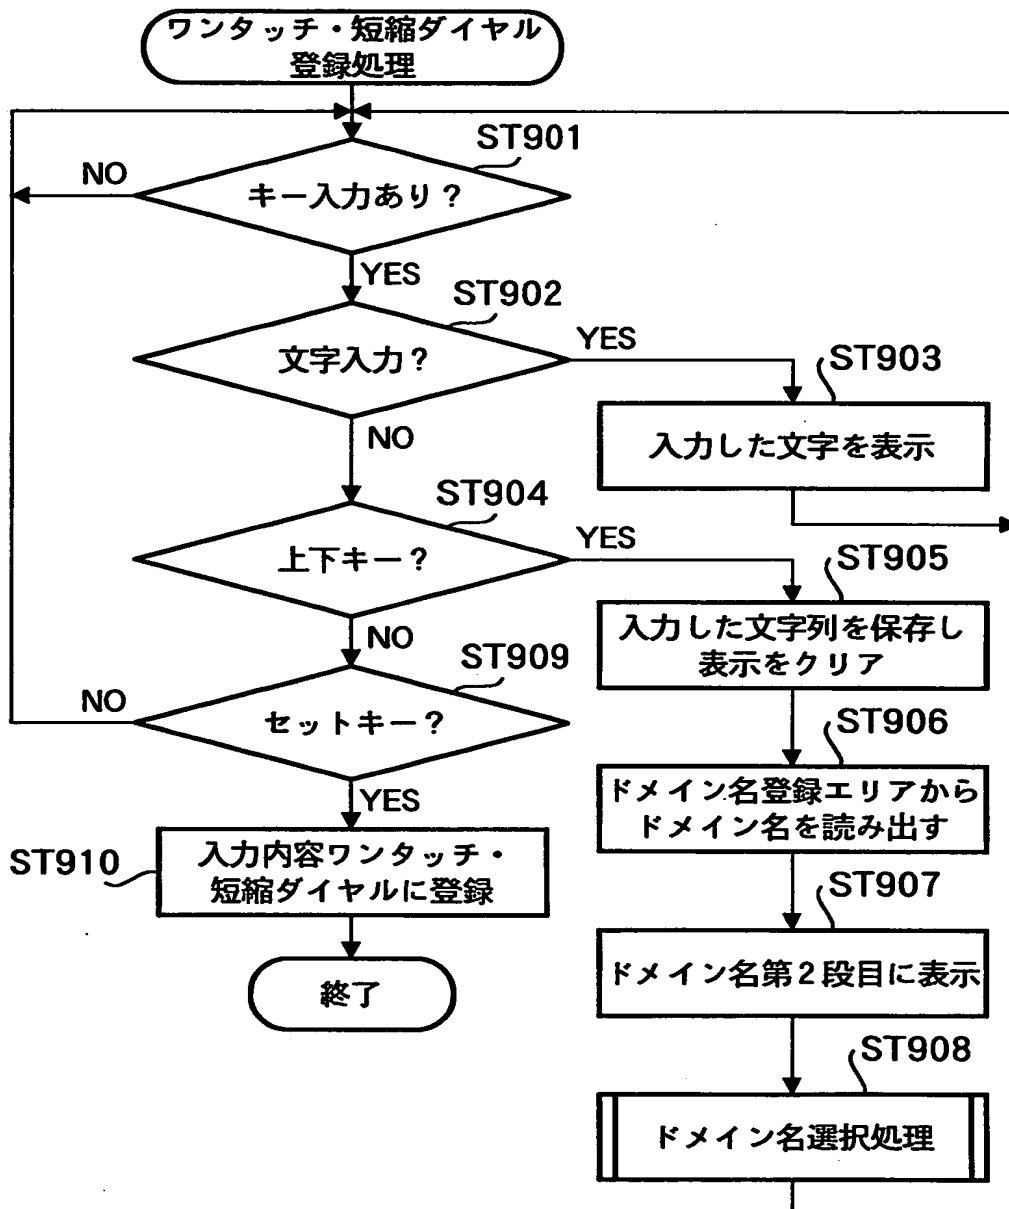 ワンタッチ・短縮ダイヤル
登録処理
ST901
NO
キー入力あり？
YES
ST902
文字入力？
YES
ST903
入力した文字を表示
NO
ST904
上下キー？
YES
ST905
入力した文字列を保存し
表示をクリア
NO
ST909
NO
セットキー？
ST906
ドメイン名登録エリアから
ドメイン名を読み出す
YES
ST910
入力内容ワンタッチ・
短縮ダイヤルに登録
ST907
ドメイン名第２段目に表示
終了
ST908
ドメイン名選択処理